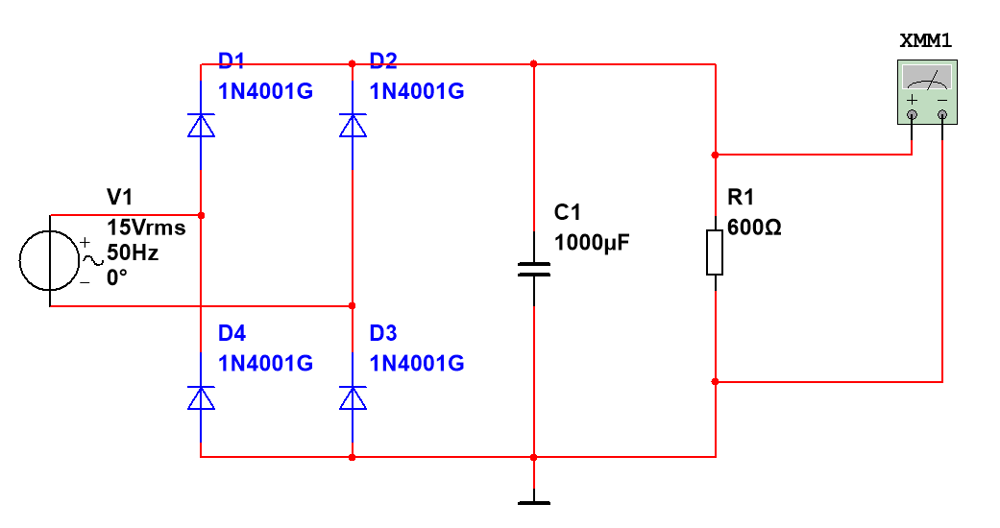 XMM1
D1
1N4001G
D2
1N4001G
+ −
V1
15Vrms
50Hz
0°
+
−
C1
1000µF
R1
600Ω
D4
1N4001G
D3
1N4001G